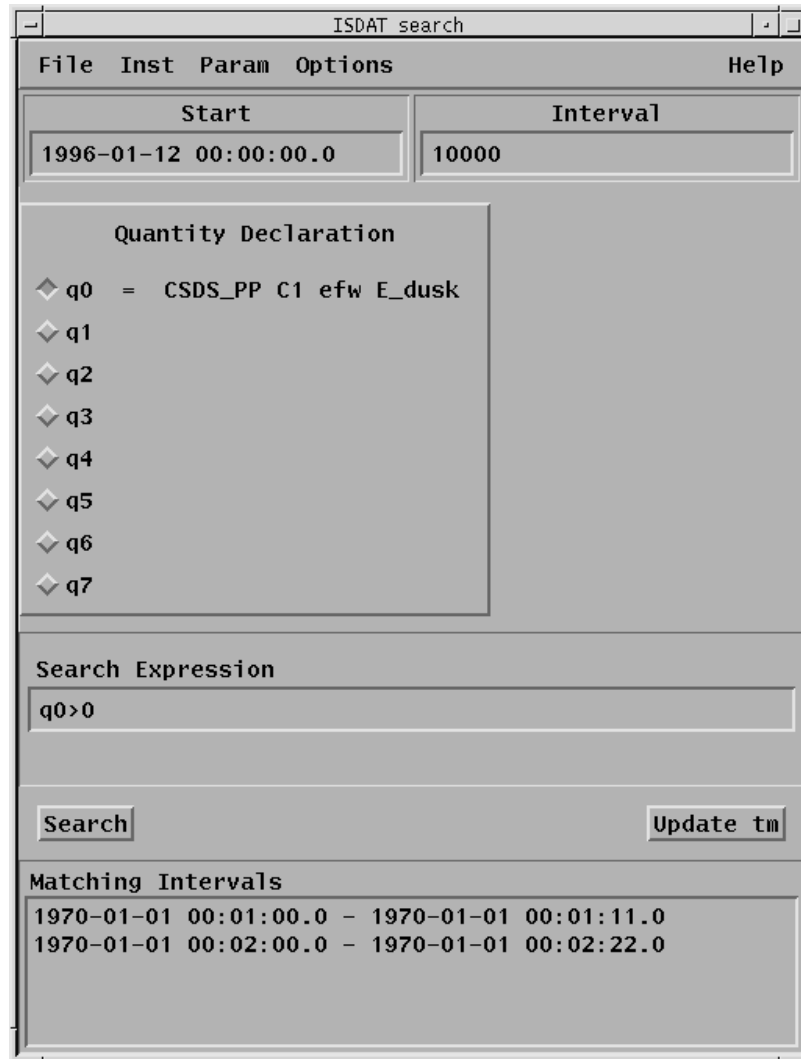 ISDAT search
File Inst Param Options Help
Start Interval
1996-01-12 00:00:00.0 10000
Quantity Declaration
q0 = CSDS_PP C1 efw E_dusk
q1
q2
q3
q4
q5
q6
q7
Search Expression
q0>0
Search Update tm
Matching Intervals
1970-01-01 00:01:00.0 - 1970-01-01 00:01:11.0
1970-01-01 00:02:00.0 - 1970-01-01 00:02:22.0